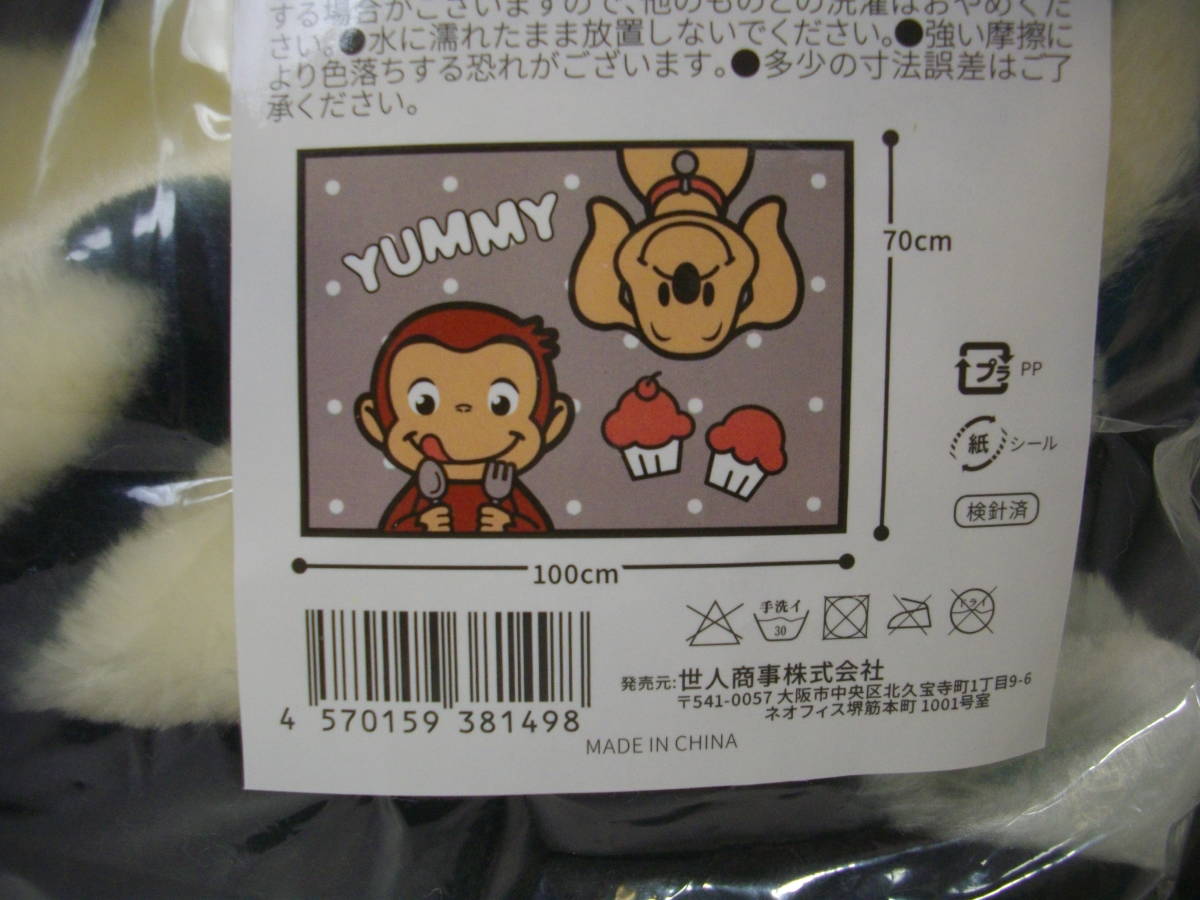 する場合がございますので、他のものとの洗濯はおやめくだ
さい。●水に濡れたまま放置しないでください。●強い摩擦に
より色落ちする恐れがございます。●多少の寸法誤差はご了
承ください。
YUMMY
70cm
プラ PP
紙 シール
検針済
100cm
手洗イ
30
ドライ
4 570159 381498
発売元:世人商事株式会社
〒541-0057 大阪市中央区北久宝寺町1丁目9-6
ネオフィス堺筋本町 1001号室
MADE IN CHINA